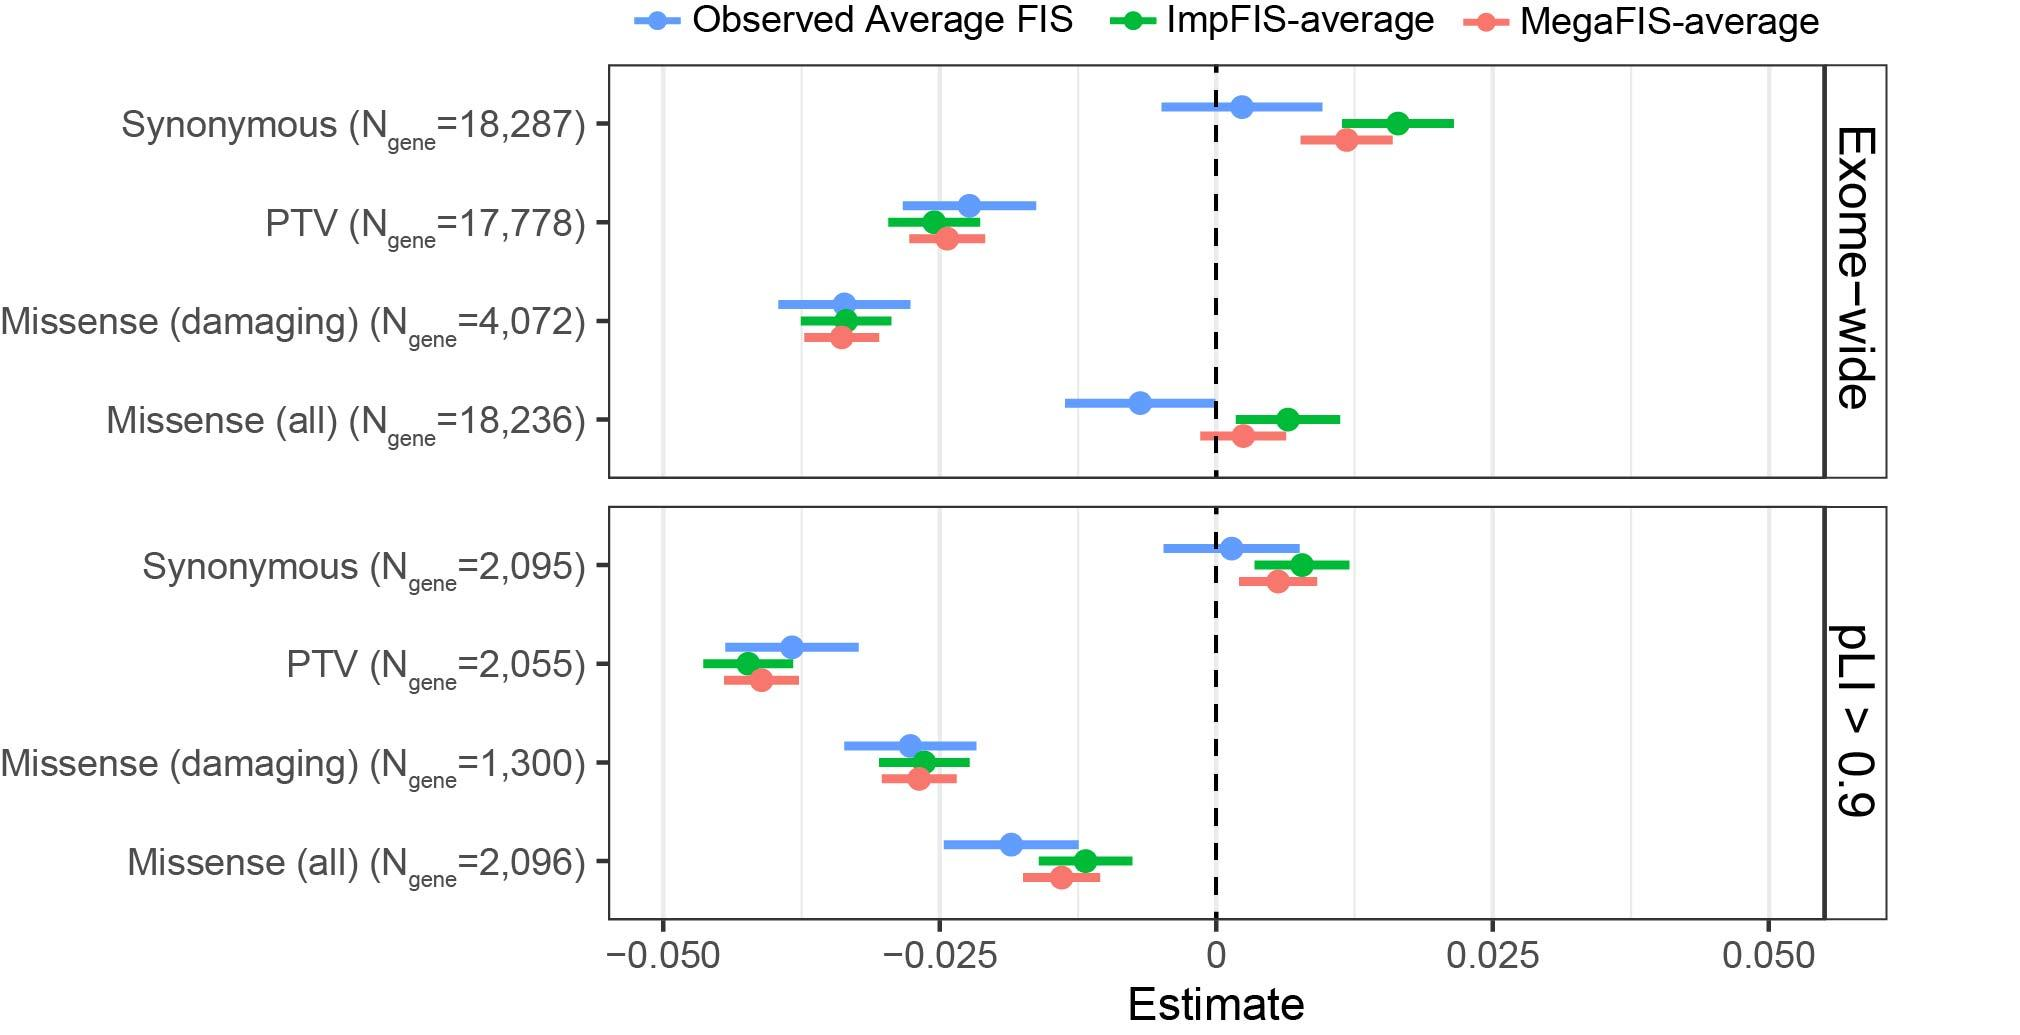 Observed Average FIS ImpFIS-average MegaFIS-average
Synonymous (Ngene=18,287)
PTV (Ngene=17,778)
Missense (damaging) (Ngene=4,072)
Missense (all) (Ngene=18,236)
Exome−wide
Synonymous (Ngene=2,095)
PTV (Ngene=2,055)
Missense (damaging) (Ngene=1,300)
Missense (all) (Ngene=2,096)
pLI > 0.9
−0.050 −0.025 0 0.025 0.050
Estimate